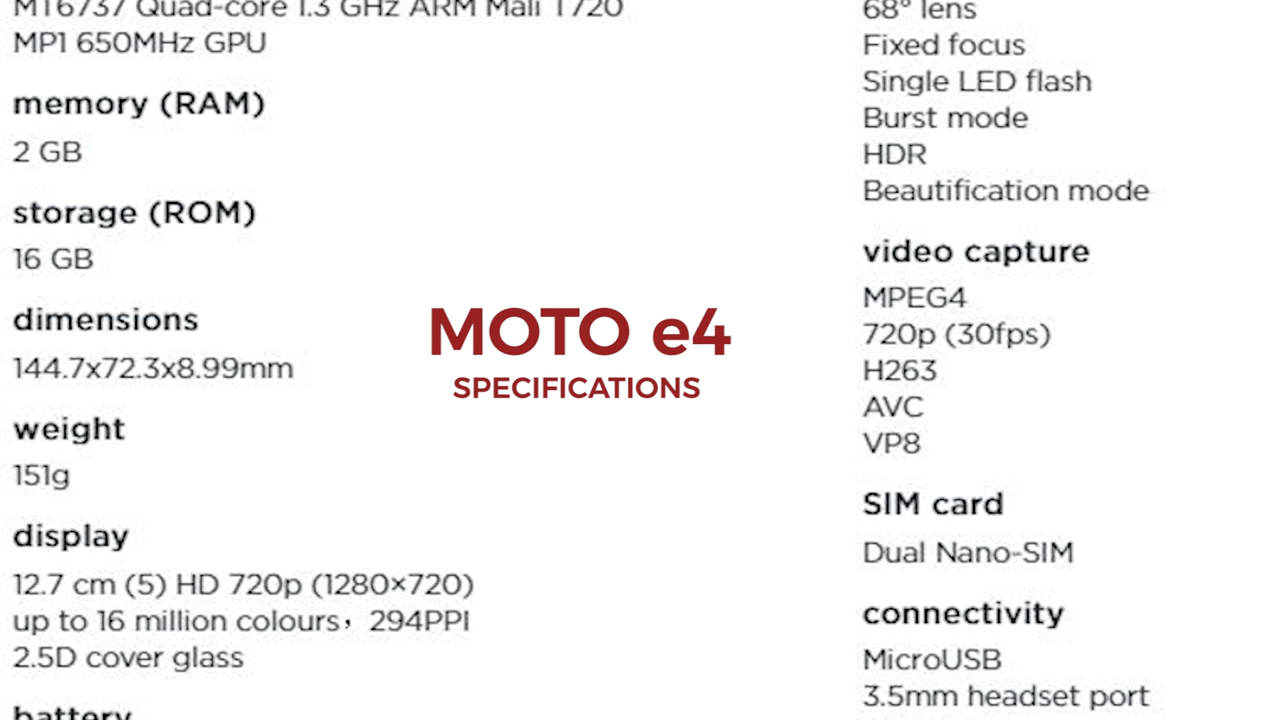 MT6737 Quad-core 1.3 GHz ARM Mali T720
MP1 650MHz GPU
memory (RAM)
2 GB
storage (ROM)
16 GB
dimensions
144.7x72.3x8.99mm
weight
151g
display
12.7 cm (5) HD 720p (1280×720)
up to 16 million colours，294PPI
2.5D cover glass
battery
MOTO e4
SPECIFICATIONS
68° lens
Fixed focus
Single LED flash
Burst mode
HDR
Beautification mode
video capture
MPEG4
720p (30fps)
H263
AVC
VP8
SIM card
Dual Nano-SIM
connectivity
MicroUSB
3.5mm headset port